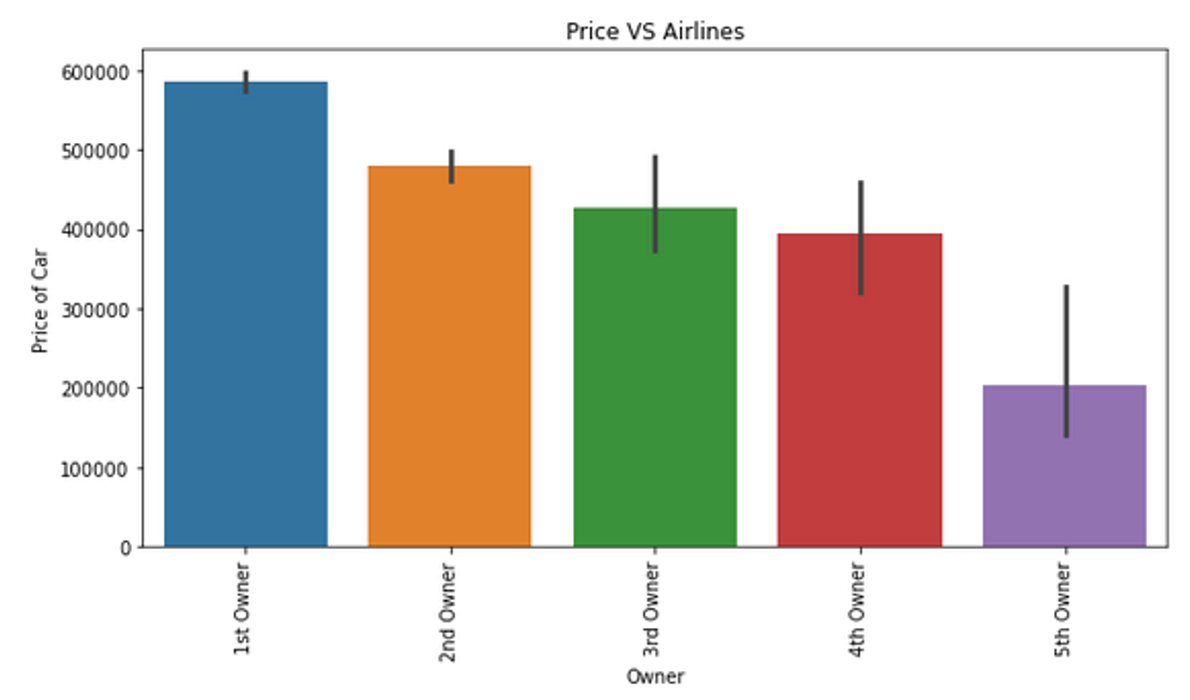 Price VS Airlines
600000
500000
400000
300000
200000
100000
0
Price of Car
1st Owner
2nd Owner
3rd Owner
4th Owner
5th Owner
Owner